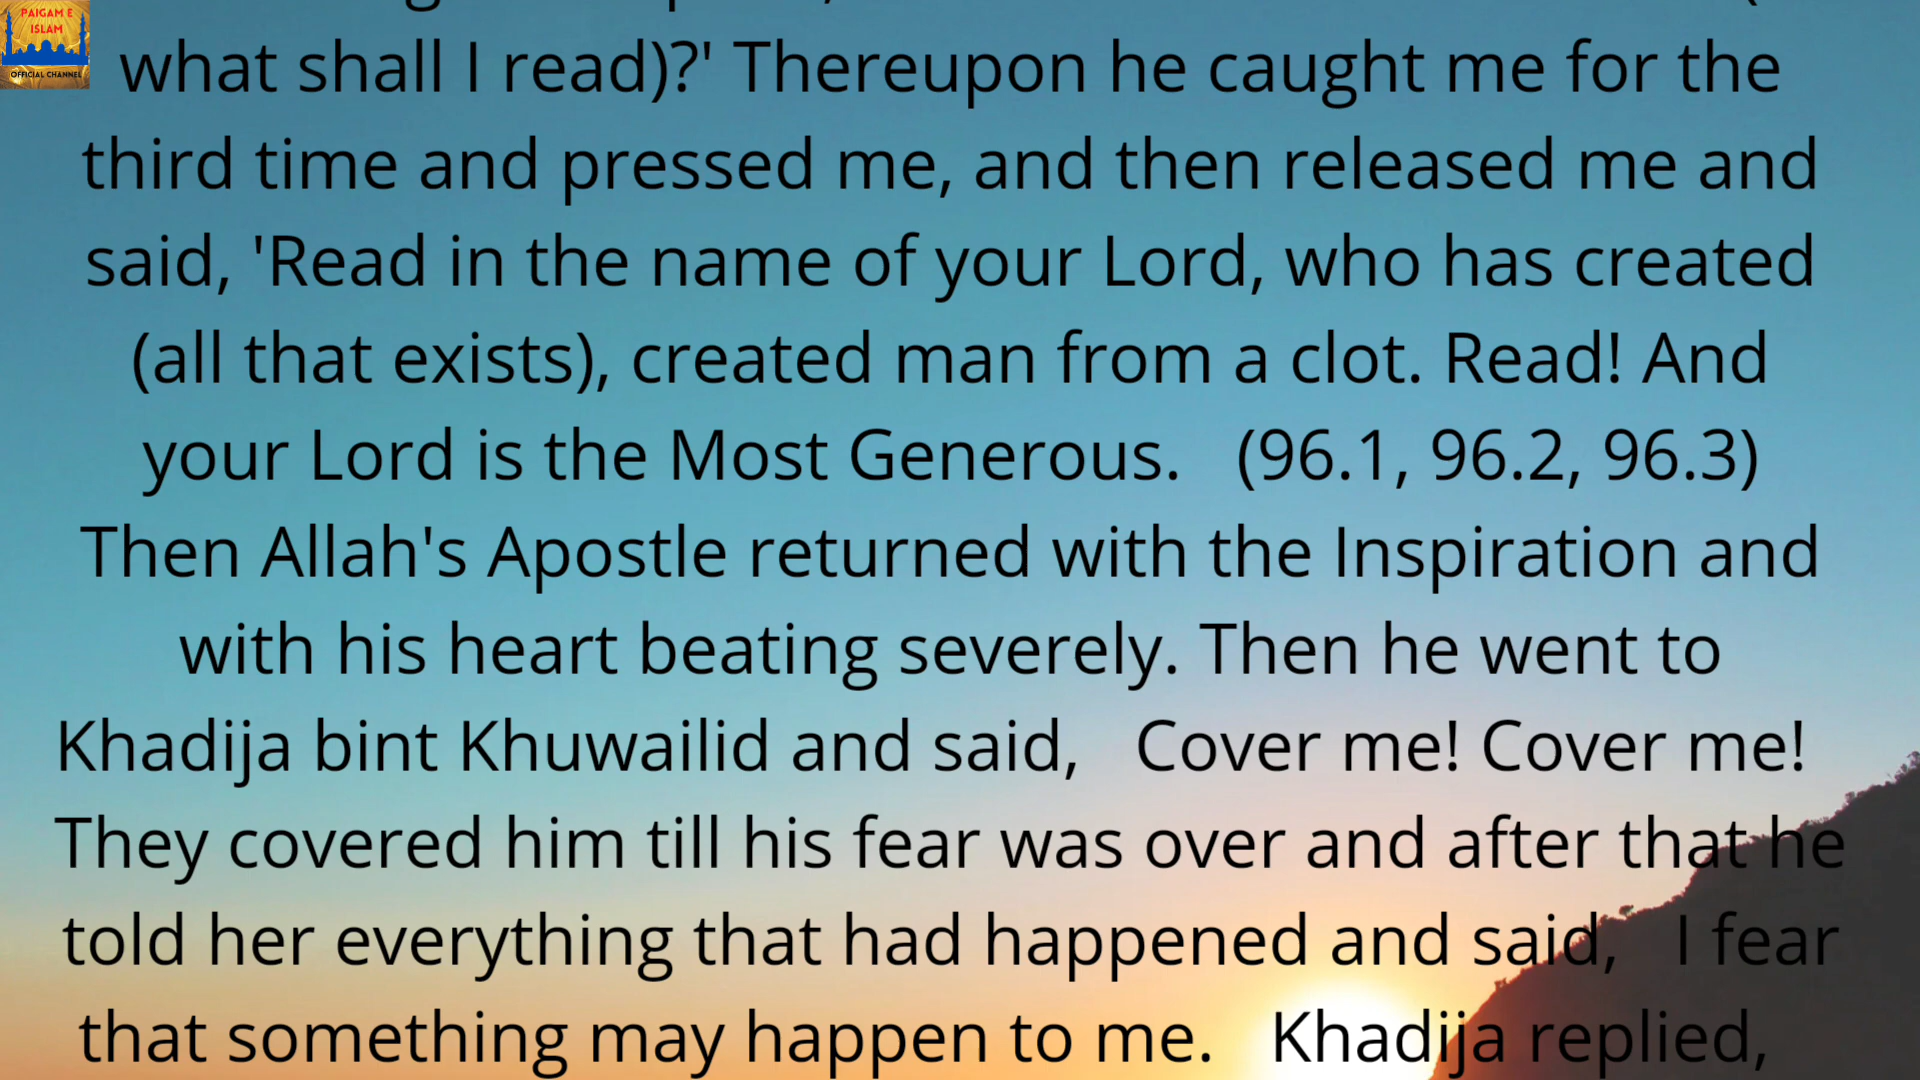 PAIGAM E
ISLAM
OFFICIAL CHANNEL
what shall I read)?' Thereupon he caught me for the
third time and pressed me, and then released me and
said, 'Read in the name of your Lord, who has created
(all that exists), created man from a clot. Read! And
your Lord is the Most Generous.   (96.1, 96.2, 96.3)
Then Allah's Apostle returned with the Inspiration and
with his heart beating severely. Then he went to
Khadija bint Khuwailid and said,   Cover me! Cover me!
They covered him till his fear was over and after that he
told her everything that had happened and said,   I fear
that something may happen to me.   Khadija replied,